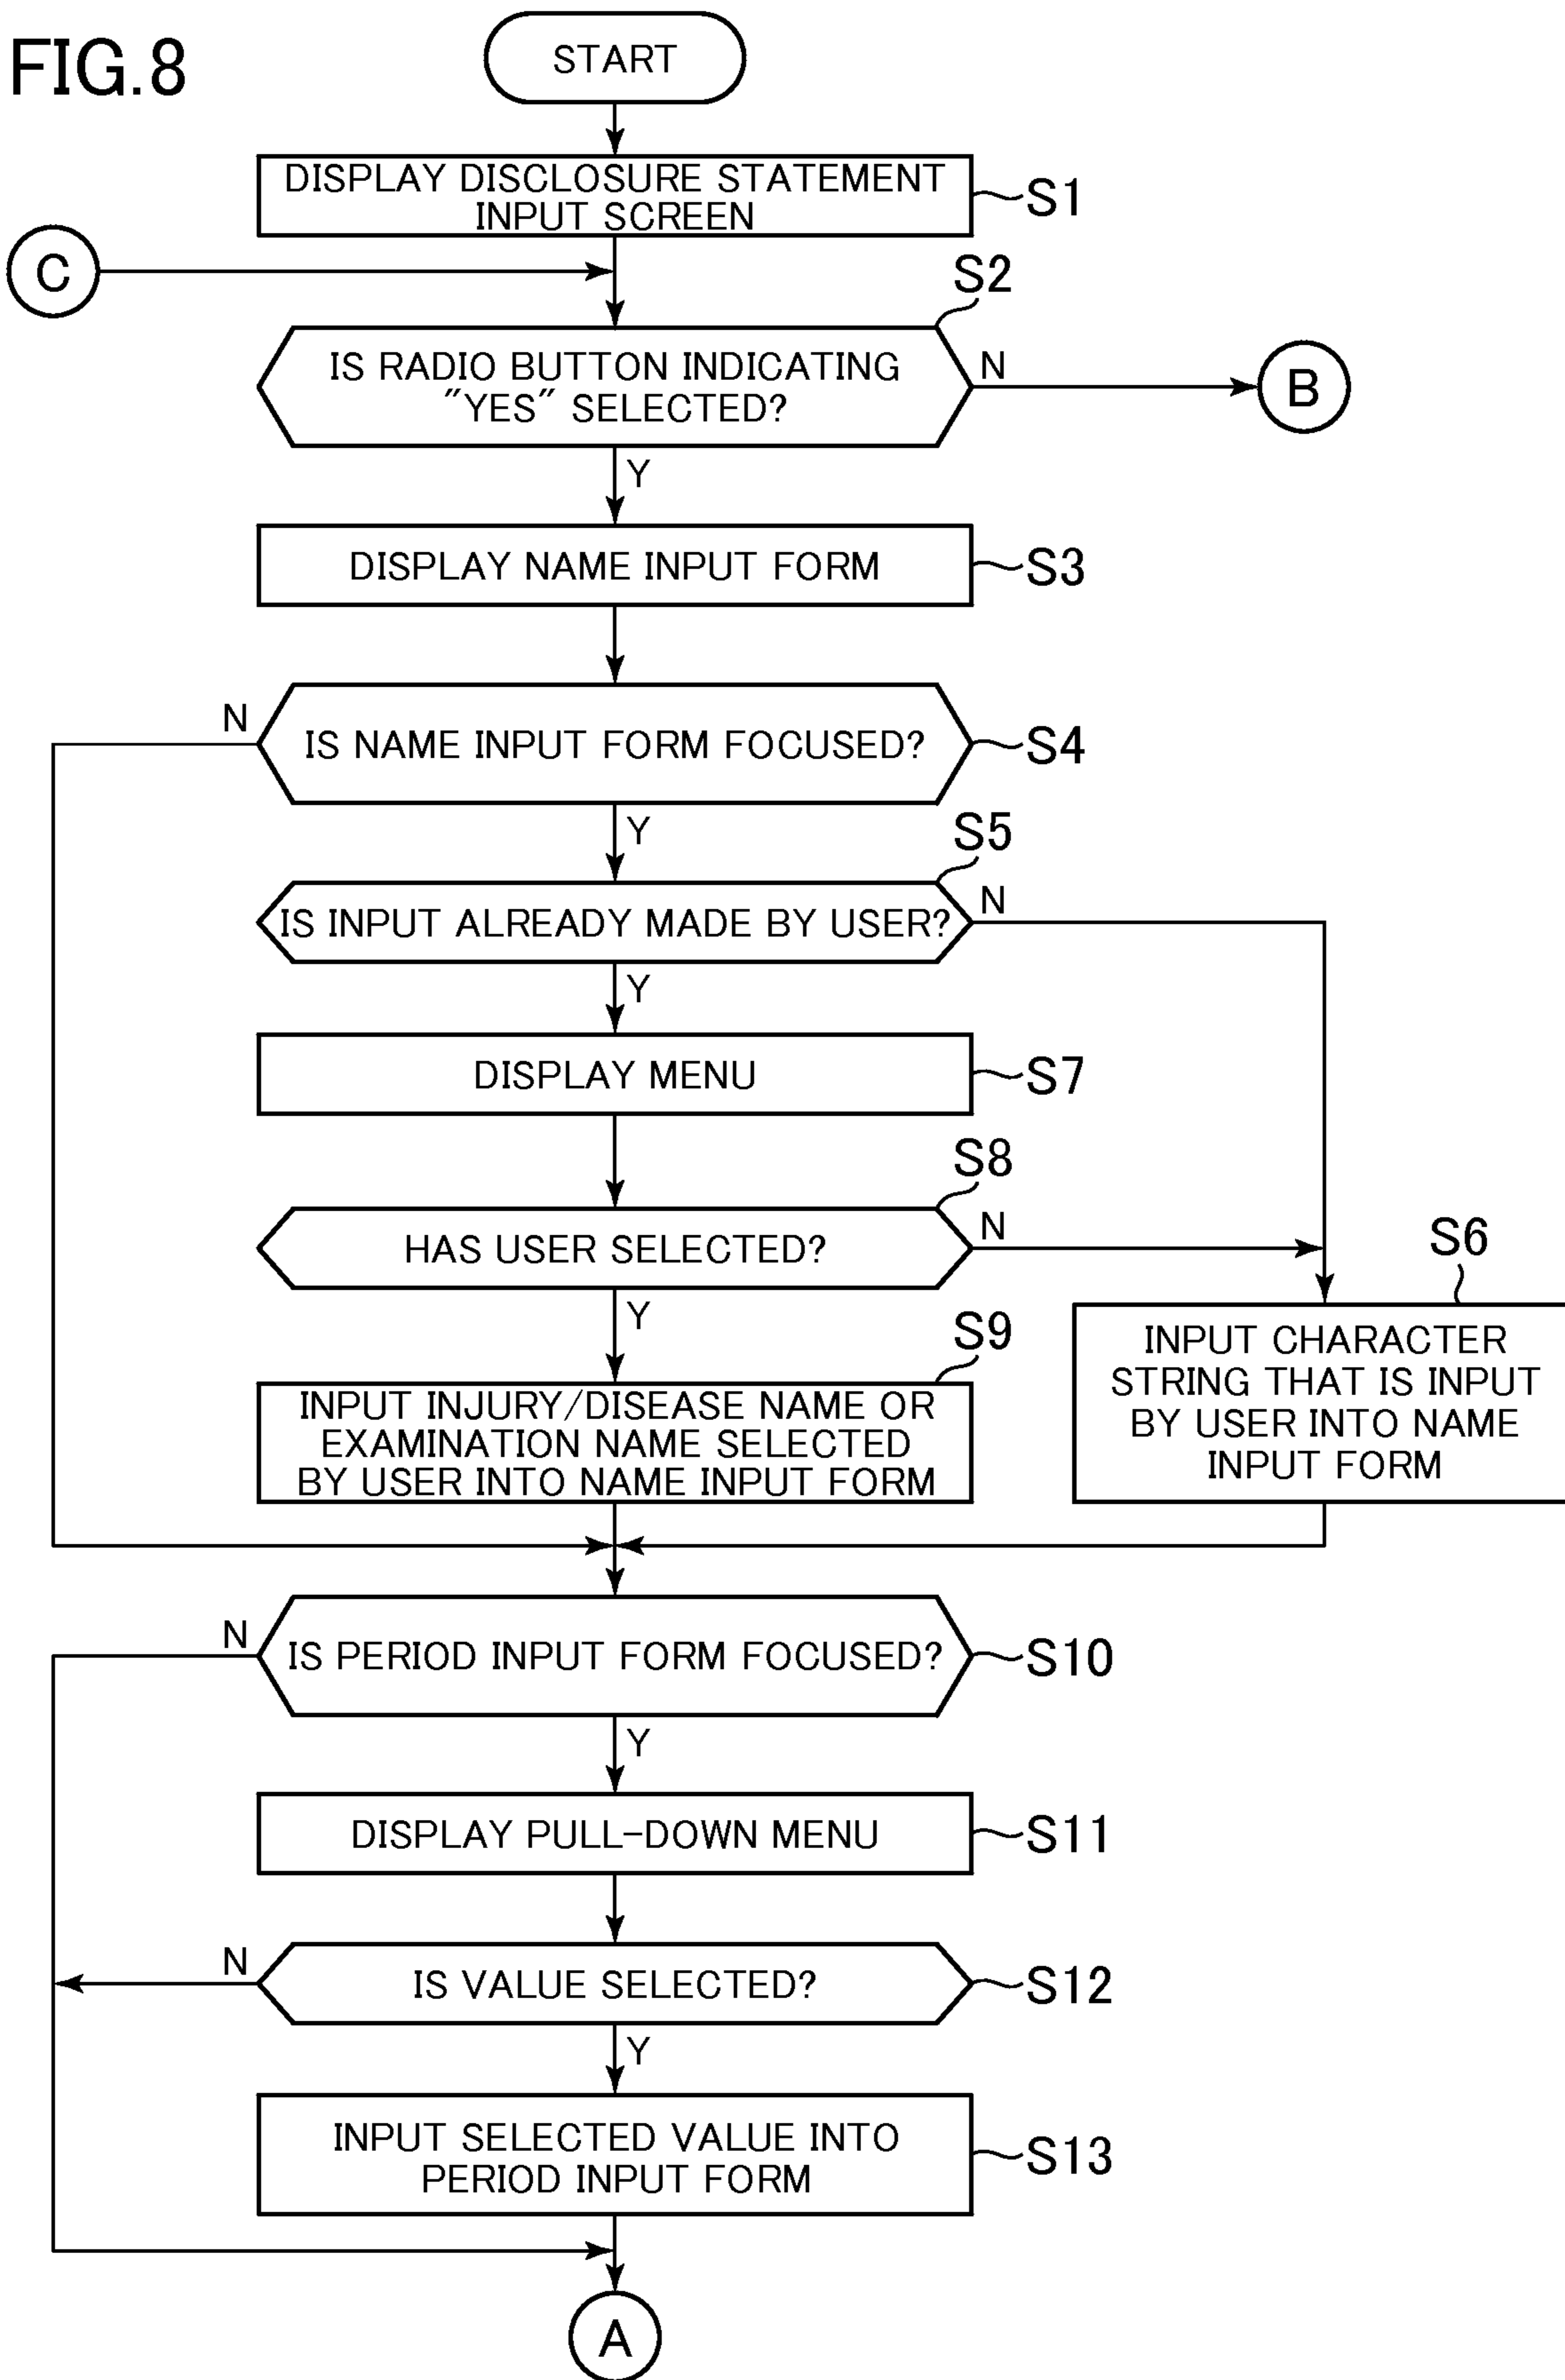 FIG.8
START
DISPLAY DISCLOSURE STATEMENT
INPUT SCREEN
S1
C
S2
IS RADIO BUTTON INDICATING
"YES" SELECTED?
N
B
Y
DISPLAY NAME INPUT FORM
S3
N
IS NAME INPUT FORM FOCUSED?
S4
Y
S5
IS INPUT ALREADY MADE BY USER?
N
Y
DISPLAY MENU
S7
S8
HAS USER SELECTED?
N
S6
Y
INPUT CHARACTER
STRING THAT IS INPUT
BY USER INTO NAME
INPUT FORM
S9
INPUT INJURY/DISEASE NAME OR
EXAMINATION NAME SELECTED
BY USER INTO NAME INPUT FORM
N
IS PERIOD INPUT FORM FOCUSED?
S10
Y
DISPLAY PULL-DOWN MENU
S11
N
IS VALUE SELECTED?
S12
Y
INPUT SELECTED VALUE INTO
PERIOD INPUT FORM
S13
A